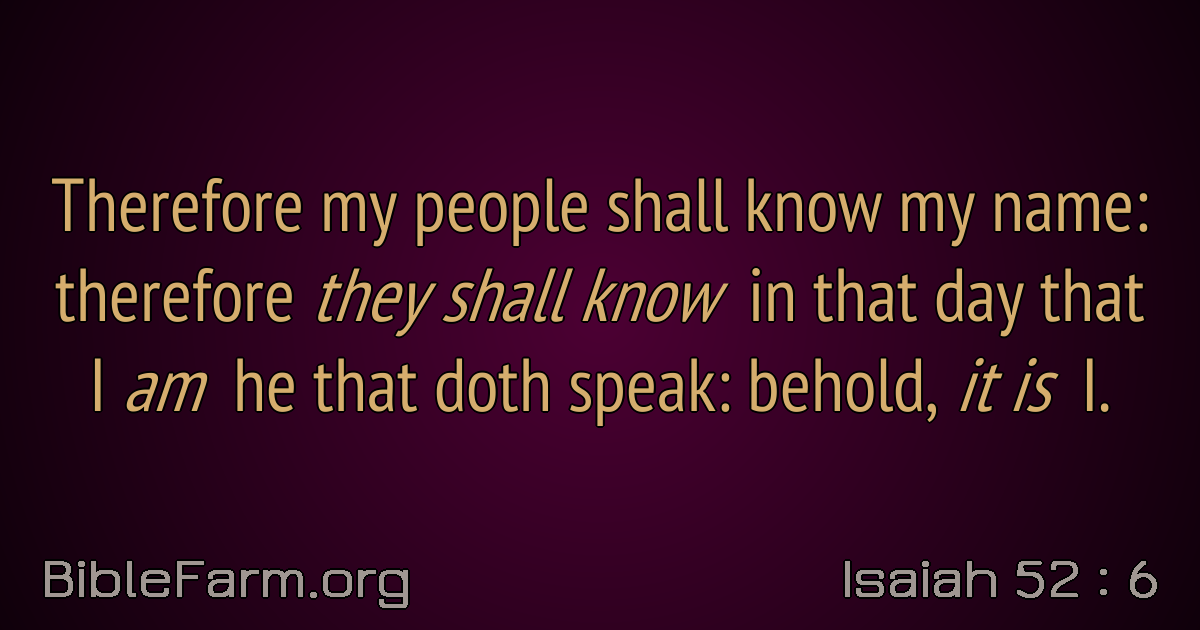 Therefore my people shall know my name:
therefore they shall know in that day that
I am he that doth speak: behold, it is I.
BibleFarm.org
Isaiah 52 : 6